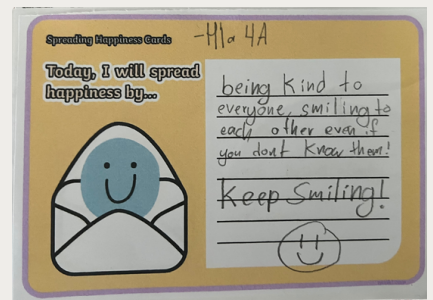 Spreading Happiness Cards
-Mia 4A
Today, I will spread
happiness by...
being kind to
everyone, smiling to
each other even if
you dont know them!
Keep Smiling!